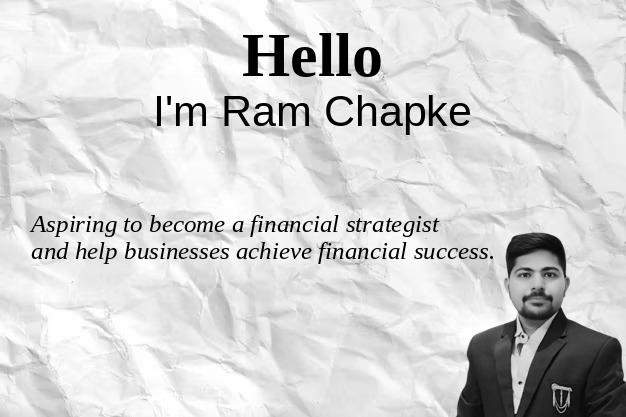 Hello
I'm Ram Chapke
Aspiring to become a financial strategist
and help businesses achieve financial success.